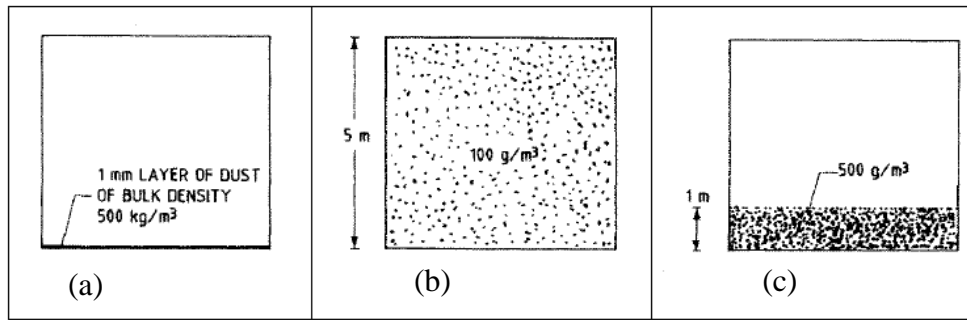 1 mm LAYER OF DUST
OF BULK DENSITY
500 kg/m³
(a)
5 m
100 g/m³
(b)
500 g/m³
1 m
(c)